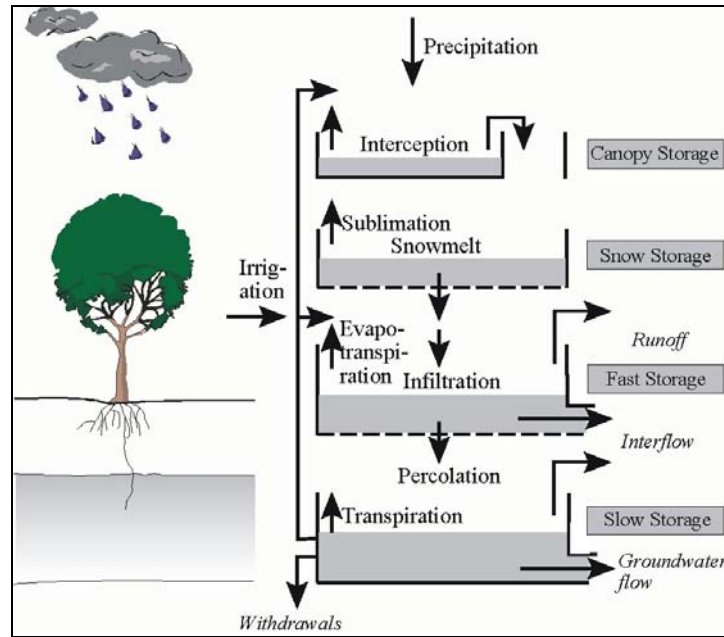 Precipitation
Interception
Canopy Storage
Sublimation
Snowmelt
Snow Storage
Irrig-
ation
Evapo-
transpi-
ration
Runoff
Infiltration
Fast Storage
Interflow
Percolation
Transpiration
Slow Storage
Groundwater
flow
Withdrawals